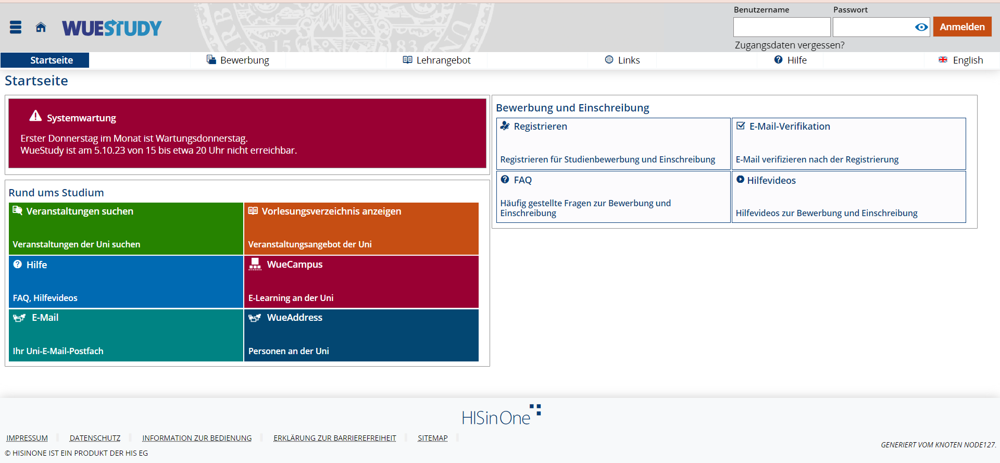 WUESTUDY
Benutzername
Passwort
Anmelden
Zugangsdaten vergessen?
Startseite
Bewerbung
Lehrangebot
Links
Hilfe
English
Startseite
Systemwartung
Erster Donnerstag im Monat ist Wartungsdonnerstag.
WueStudy ist am 5.10.23 von 15 bis etwa 20 Uhr nicht erreichbar.
Rund ums Studium
Veranstaltungen suchen
Veranstaltungen der Uni suchen
Vorlesungsverzeichnis anzeigen
Veranstaltungsangebot der Uni
Hilfe
FAQ, Hilfevideos
WueCampus
E-Learning an der Uni
E-Mail
Ihr Uni-E-Mail-Postfach
WueAddress
Personen an der Uni
Bewerbung und Einschreibung
Registrieren
Registrieren für Studienbewerbung und Einschreibung
E-Mail-Verifikation
E-Mail verifizieren nach der Registrierung
FAQ
Häufig gestellte Fragen zur Bewerbung und
Einschreibung
Hilfevideos
Hilfevideos zur Bewerbung und Einschreibung
HISinOne
IMPRESSUM
DATENSCHUTZ
INFORMATION ZUR BEDIENUNG
ERKLÄRUNG ZUR BARRIEREFREIHEIT
SITEMAP
© HISINONE IST EIN PRODUKT DER HIS EG
GENERIERT VOM KNOTEN NODE127.